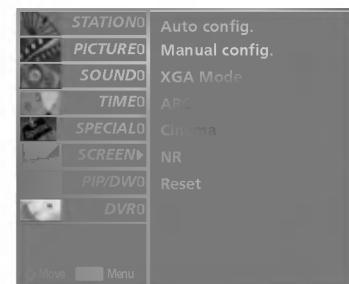 STATION
PICTURE
SOUND
TIME
SPECIAL
SCREEN
PIP/DW
DVR
Move Menu
Auto config.
Manual config.
XGA Mode
ARC
Cinema
NR
Reset